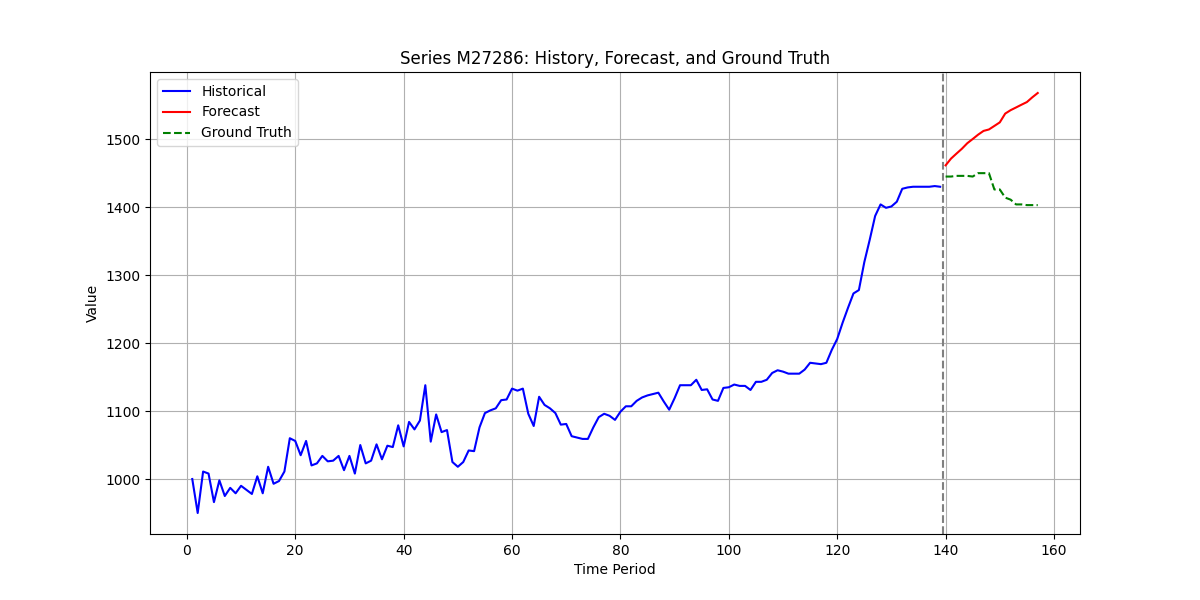 Series M27286: History, Forecast, and Ground Truth
Historical
Forecast
Ground Truth
1500
1400
1300
1200
1100
1000
Value
0 20 40 60 80 100 120 140 160
Time Period